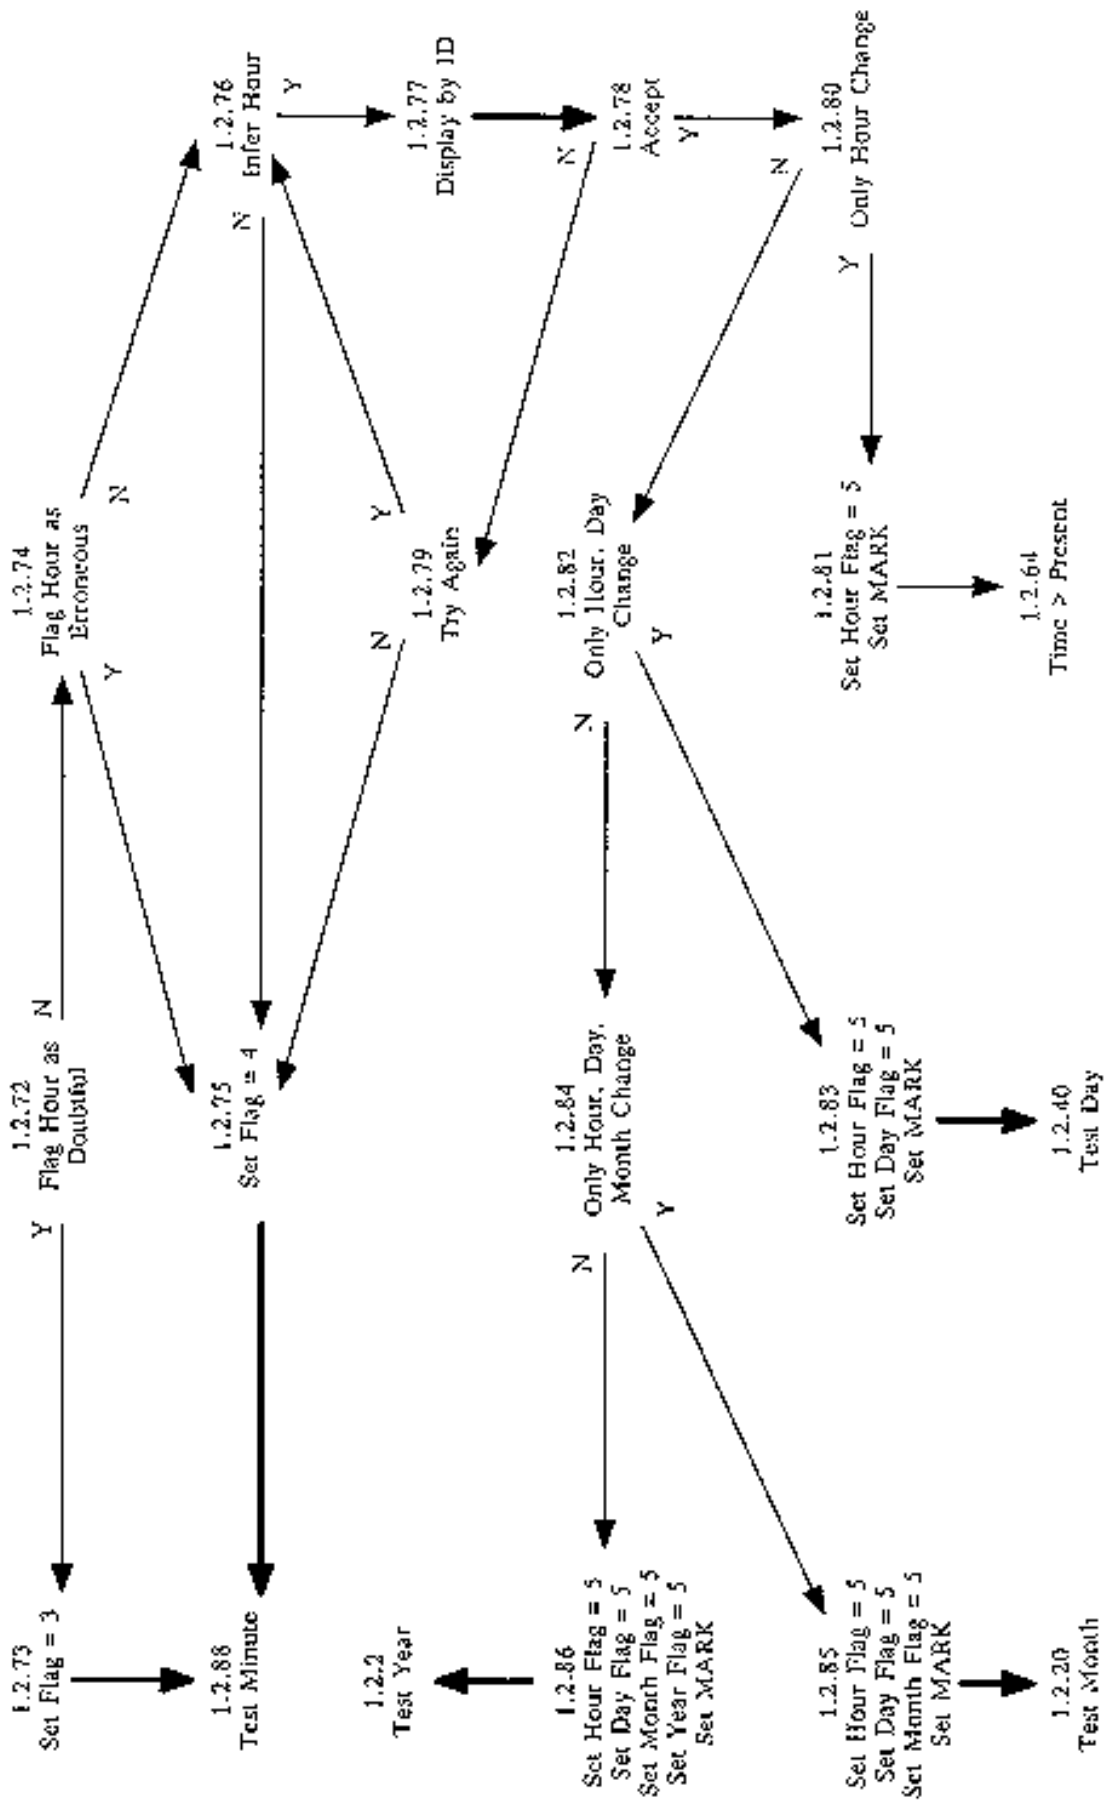 1.2.73
Set Flag = 3
Y
1.2.72
Flag Hour as
Doubtful
N
1.2.74
Flag Hour as
Erroneous
Y
N
1.2.88
Test Minute
1.2.75
Set Flag = 4
N
1.2.76
Infer Hour
Y
1.2.2
Test Year
N
1.2.79
Try Again
Y
1.2.77
Display by ID
1.2.86
Set Hour Flag = 5
Set Day Flag = 5
Set Month Flag = 5
Set Year Flag = 5
Set MARK
N
1.2.84
Only Hour, Day,
Month Change
Y
N
1.2.82
Only Hour, Day
Change
Y
N
1.2.78
Accept
Y
1.2.85
Set Hour Flag = 5
Set Day Flag = 5
Set Month Flag = 5
Set MARK
1.2.83
Set Hour Flag = 5
Set Day Flag = 5
Set MARK
1.2.81
Set Hour Flag = 5
Set MARK
Y
N
1.2.80
Only Hour Change
1.2.20
Test Month
1.2.40
Test Day
1.2.64
Time > Present